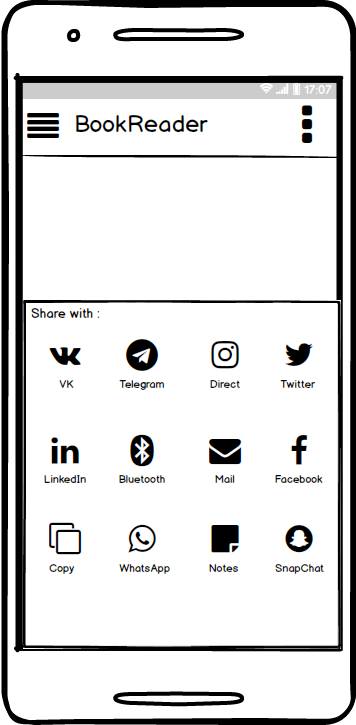 17:07
BookReader
Share with :
VK
Telegram
Direct
Twitter
LinkedIn
Bluetooth
Mail
Facebook
Copy
WhatsApp
Notes
SnapChat